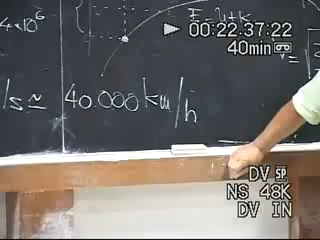 4×10⁶
E = U + K
00:22:37:22
40min
/s ≈ 40.000 km/h
DV SP
NS 48K
DV IN